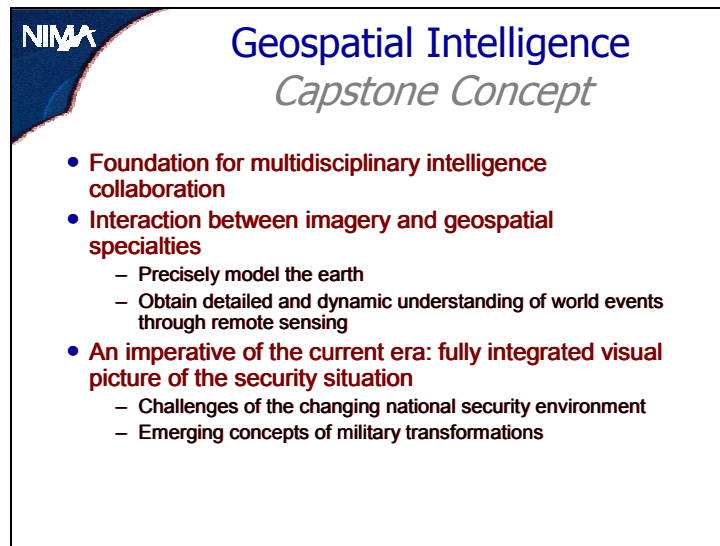 NIMA
Geospatial Intelligence
Capstone Concept
• Foundation for multidisciplinary intelligence
collaboration
• Interaction between imagery and geospatial
specialties
– Precisely model the earth
– Obtain detailed and dynamic understanding of world events
through remote sensing
• An imperative of the current era: fully integrated visual
picture of the security situation
– Challenges of the changing national security environment
– Emerging concepts of military transformations